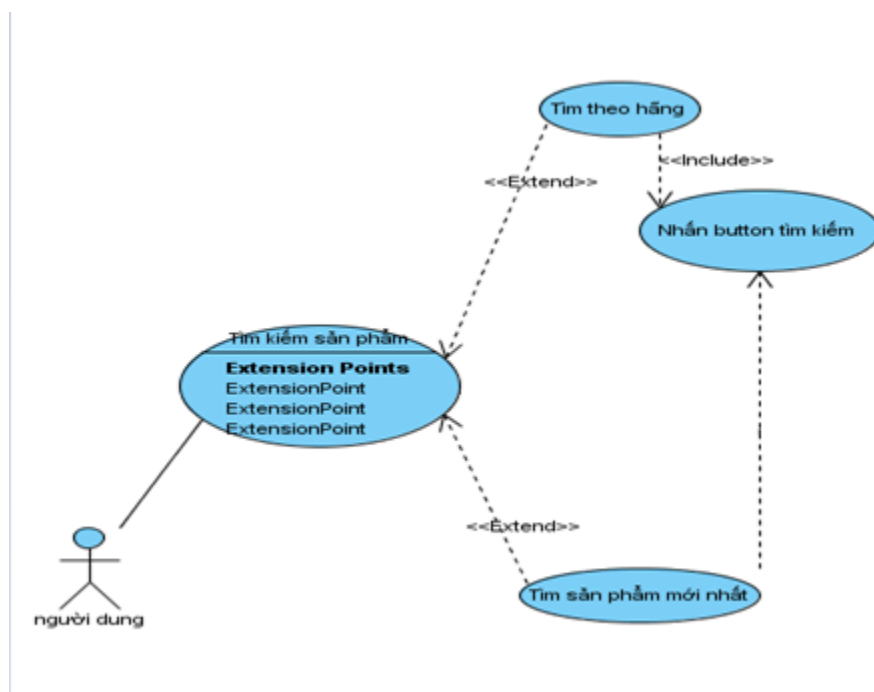 Tìm theo hãng
<<Include>>
<<Extend>>
Nhấn button tìm kiếm
Tìm kiếm sản phẩm
Extension Points
ExtensionPoint
ExtensionPoint
ExtensionPoint
<<Extend>>
Tìm sản phẩm mới nhất
người dung